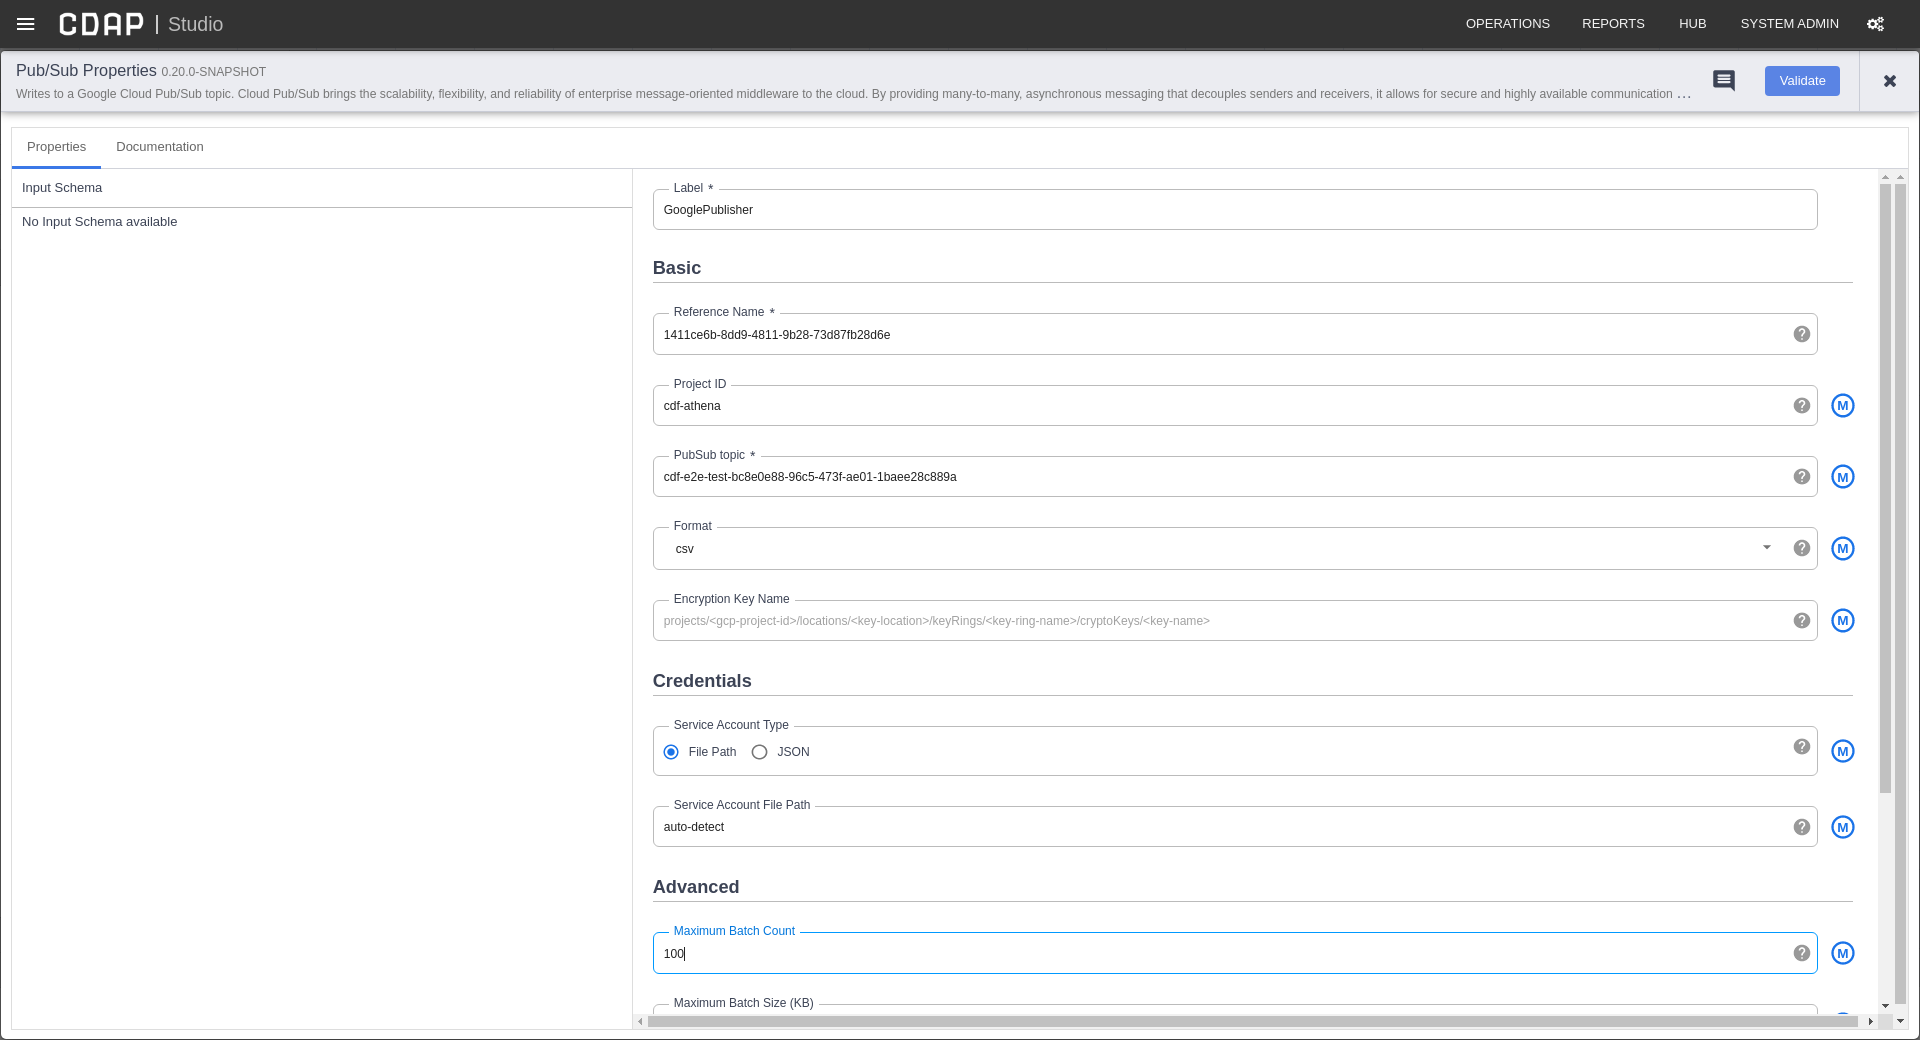 CDAP | Studio
OPERATIONS REPORTS HUB SYSTEM ADMIN
Pub/Sub Properties 0.20.0-SNAPSHOT
Writes to a Google Cloud Pub/Sub topic. Cloud Pub/Sub brings the scalability, flexibility, and reliability of enterprise message-oriented middleware to the cloud. By providing many-to-many, asynchronous messaging that decouples senders and receivers, it allows for secure and highly available communication ...
Validate
Properties Documentation
Input Schema
No Input Schema available
Label *
GooglePublisher
Basic
Reference Name *
1411ce6b-8dd9-4811-9b28-73d87fb28d6e
?
Project ID
cdf-athena
? M
PubSub topic *
cdf-e2e-test-bc8e0e88-96c5-473f-ae01-1baee28c889a
? M
Format
csv
? M
Encryption Key Name
projects/<gcp-project-id>/locations/<key-location>/keyRings/<key-ring-name>/cryptoKeys/<key-name>
? M
Credentials
Service Account Type
File Path JSON
? M
Service Account File Path
auto-detect
? M
Advanced
Maximum Batch Count
100
? M
Maximum Batch Size (KB)